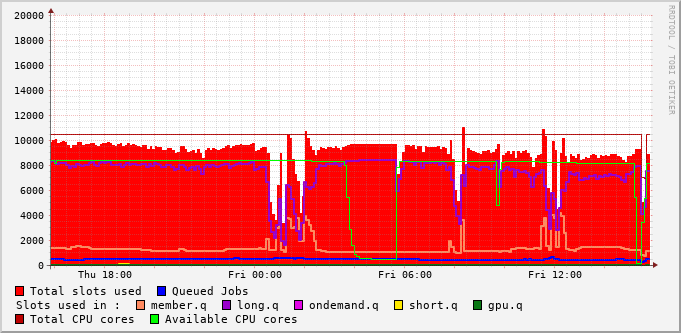 RRDTOOL / TOBI OETIKER
20000
18000
16000
14000
12000
10000
8000
6000
4000
2000
0
Thu 18:00 Fri 00:00 Fri 06:00 Fri 12:00
Total slots used Queued Jobs
Slots used in : member.q long.q ondemand.q short.q gpu.q
Total CPU cores Available CPU cores